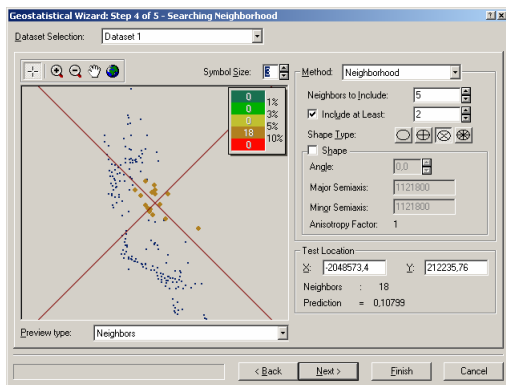 Geostatistical Wizard: Step 4 of 5 - Searching Neighborhood
Dataset Selection: Dataset 1
Symbol Size: 3
0
0
0
18
0
1%
3%
5%
10%
Preview type: Neighbors
Method: Neighborhood
Neighbors to Include: 5
Include at Least: 2
Shape Type:
Shape
Angle: 0,0
Major Semiaxis: 1121800
Minor Semiaxis: 1121800
Anisotropy Factor: 1
Test Location
X: -2048573,4 Y: 212235,76
Neighbors : 18
Prediction = 0,10799
< Back Next > Finish Cancel